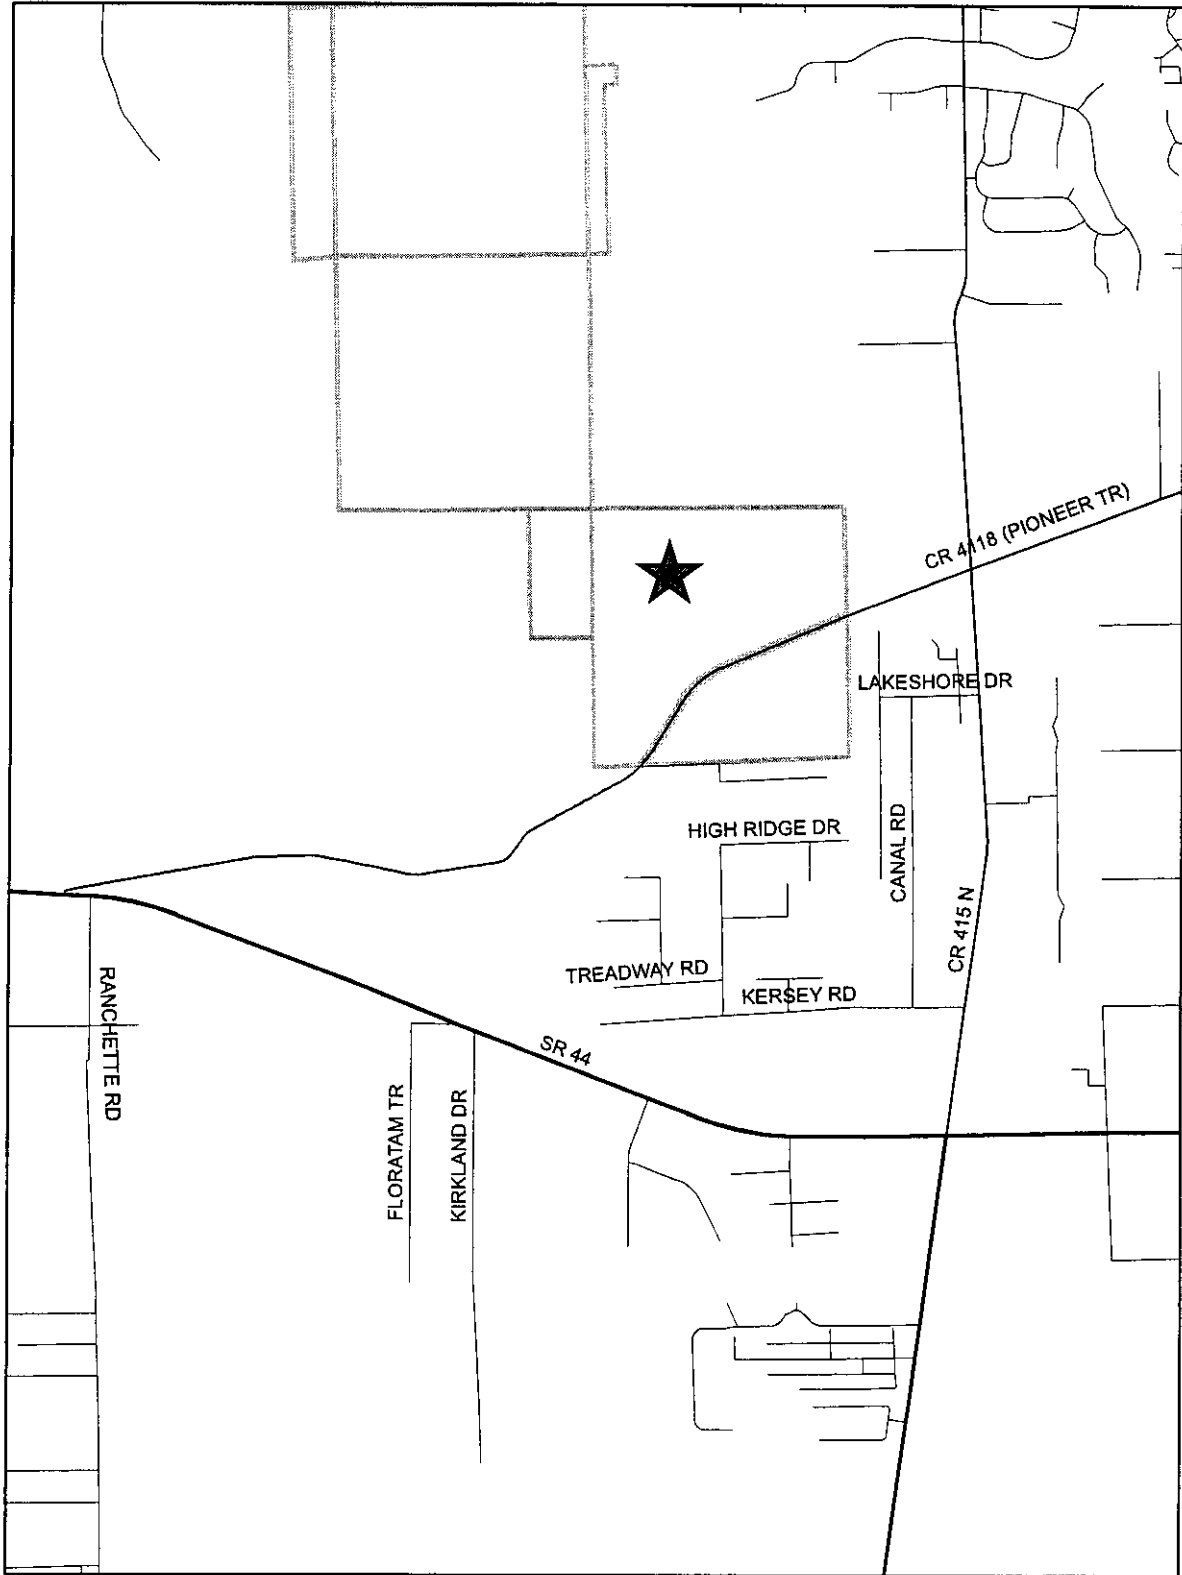 CR 4118 (PIONEER TR)
LAKESHORE DR
HIGH RIDGE DR
CANAL RD
CR 415 N
TREADWAY RD
KERSEY RD
RANCHETTE RD
SR 44
FLORATAM TR
KIRKLAND DR